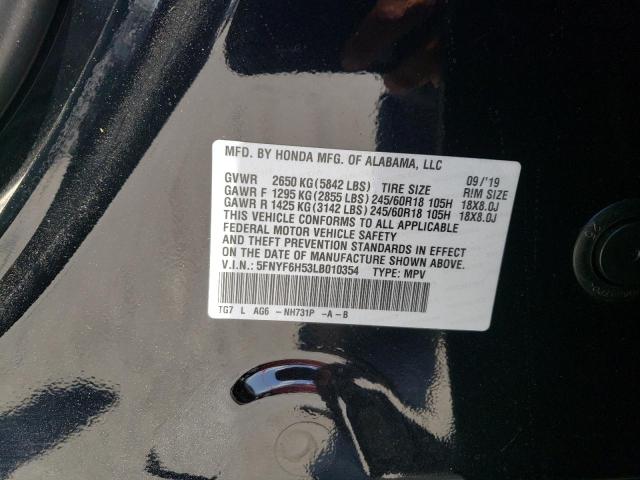 MFD. BY HONDA MFG. OF ALABAMA, LLC
09/'19
GVWR 2650 KG(5842 LBS) TIRE SIZE RIM SIZE
GAWR F 1295 KG(2855 LBS) 245/60R18 105H 18X8.0J
GAWR R 1425 KG(3142 LBS) 245/60R18 105H 18X8.0J
THIS VEHICLE CONFORMS TO ALL APPLICABLE
FEDERAL MOTOR VEHICLE SAFETY
AND THEFT PREVENTION STANDARDS IN EFFECT
ON THE DATE OF MANUFACTURE SHOWN ABOVE.
V.I.N.: 5FNYF6H53LB010354 TYPE: MPV
TG7 L AG6 -NH731P -A-B